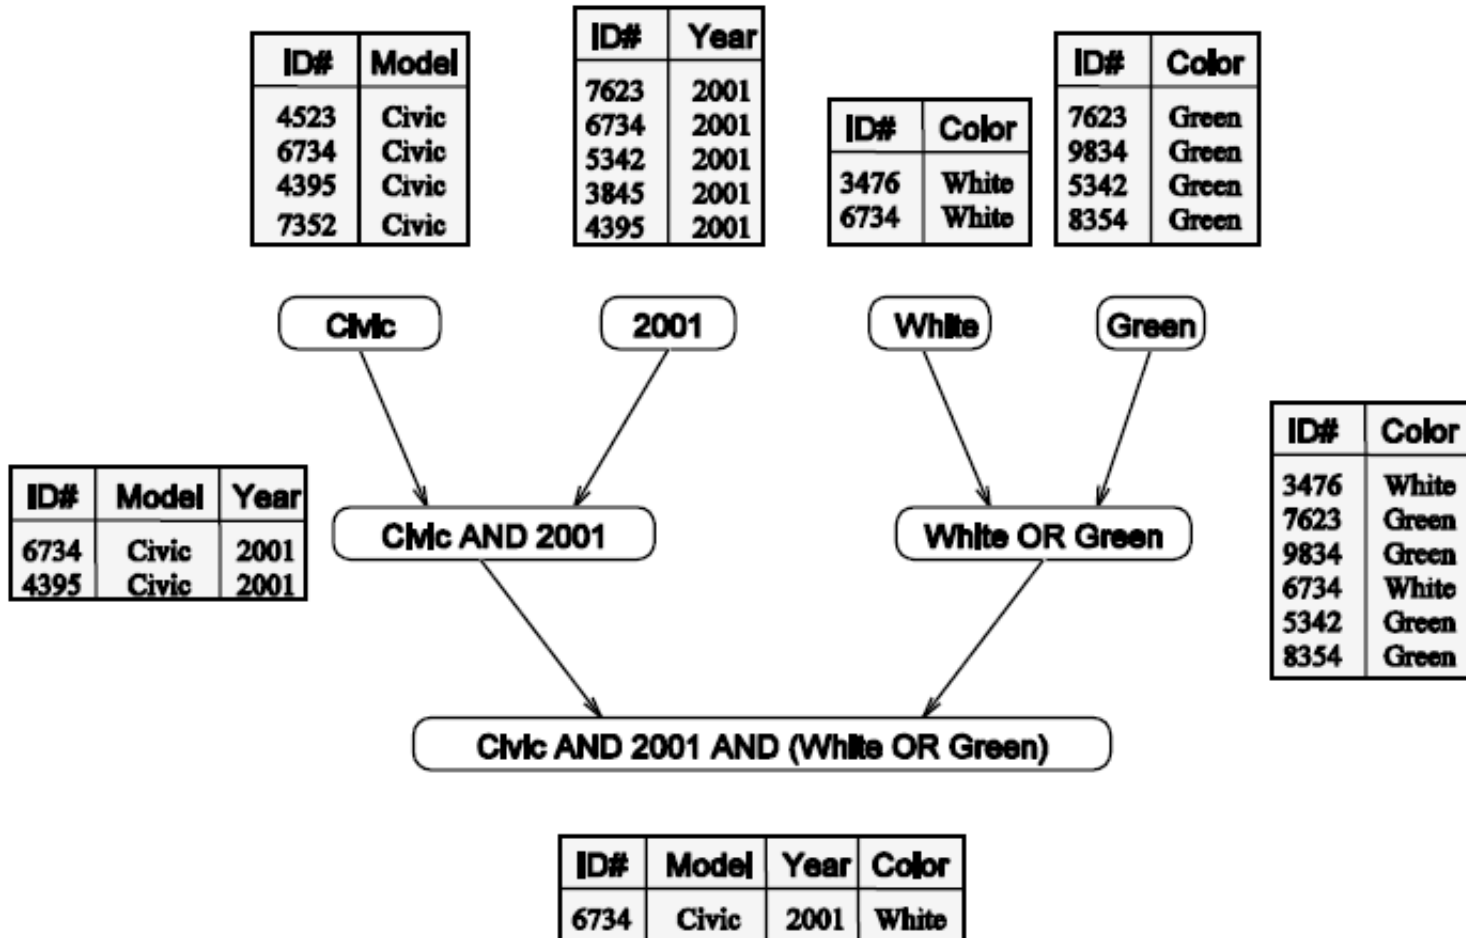 ID# Model
4523 Civic
6734 Civic
4395 Civic
7352 Civic
ID# Year
7623 2001
6734 2001
5342 2001
3845 2001
4395 2001
ID# Color
3476 White
6734 White
ID# Color
7623 Green
9834 Green
5342 Green
8354 Green
Civic
2001
White
Green
ID# Model Year
6734 Civic 2001
4395 Civic 2001
Civic AND 2001
White OR Green
ID# Color
3476 White
7623 Green
9834 Green
6734 White
5342 Green
8354 Green
Civic AND 2001 AND (White OR Green)
ID# Model Year Color
6734 Civic 2001 White